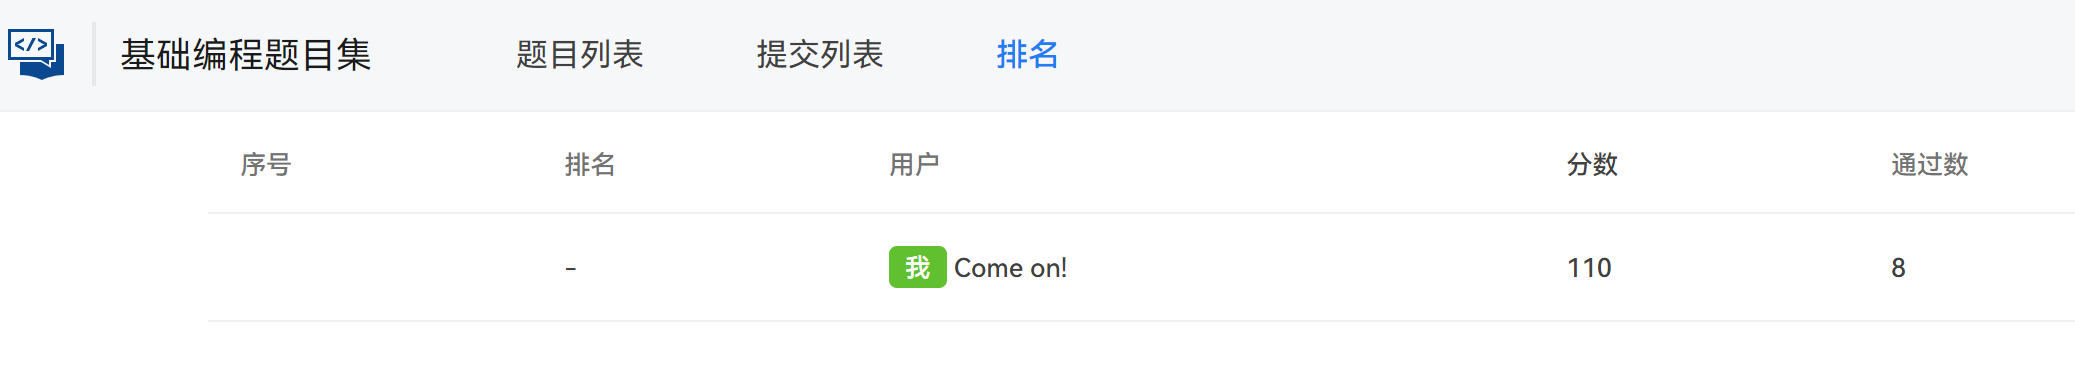 </> 基础编程题目集 题目列表 提交列表 排名
序号 排名 用户 分数 通过数
- 我 Come on! 110 8